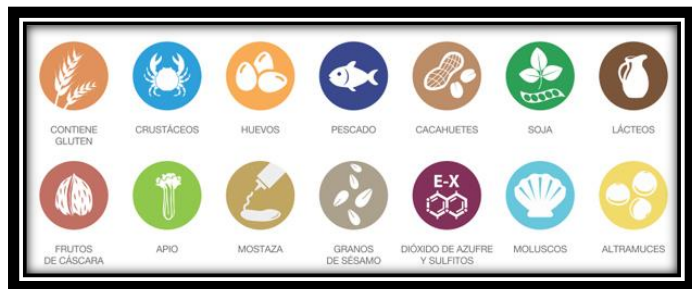 CONTIENE
GLUTEN
CRUSTÁCEOS
HUEVOS
PESCADO
CACAHUETES
SOJA
LÁCTEOS
E-X
FRUTOS
DE CÁSCARA
APIO
MOSTAZA
GRANOS
DE SÉSAMO
DIÓXIDO DE AZUFRE
Y SULFITOS
MOLUSCOS
ALTRAMUCES